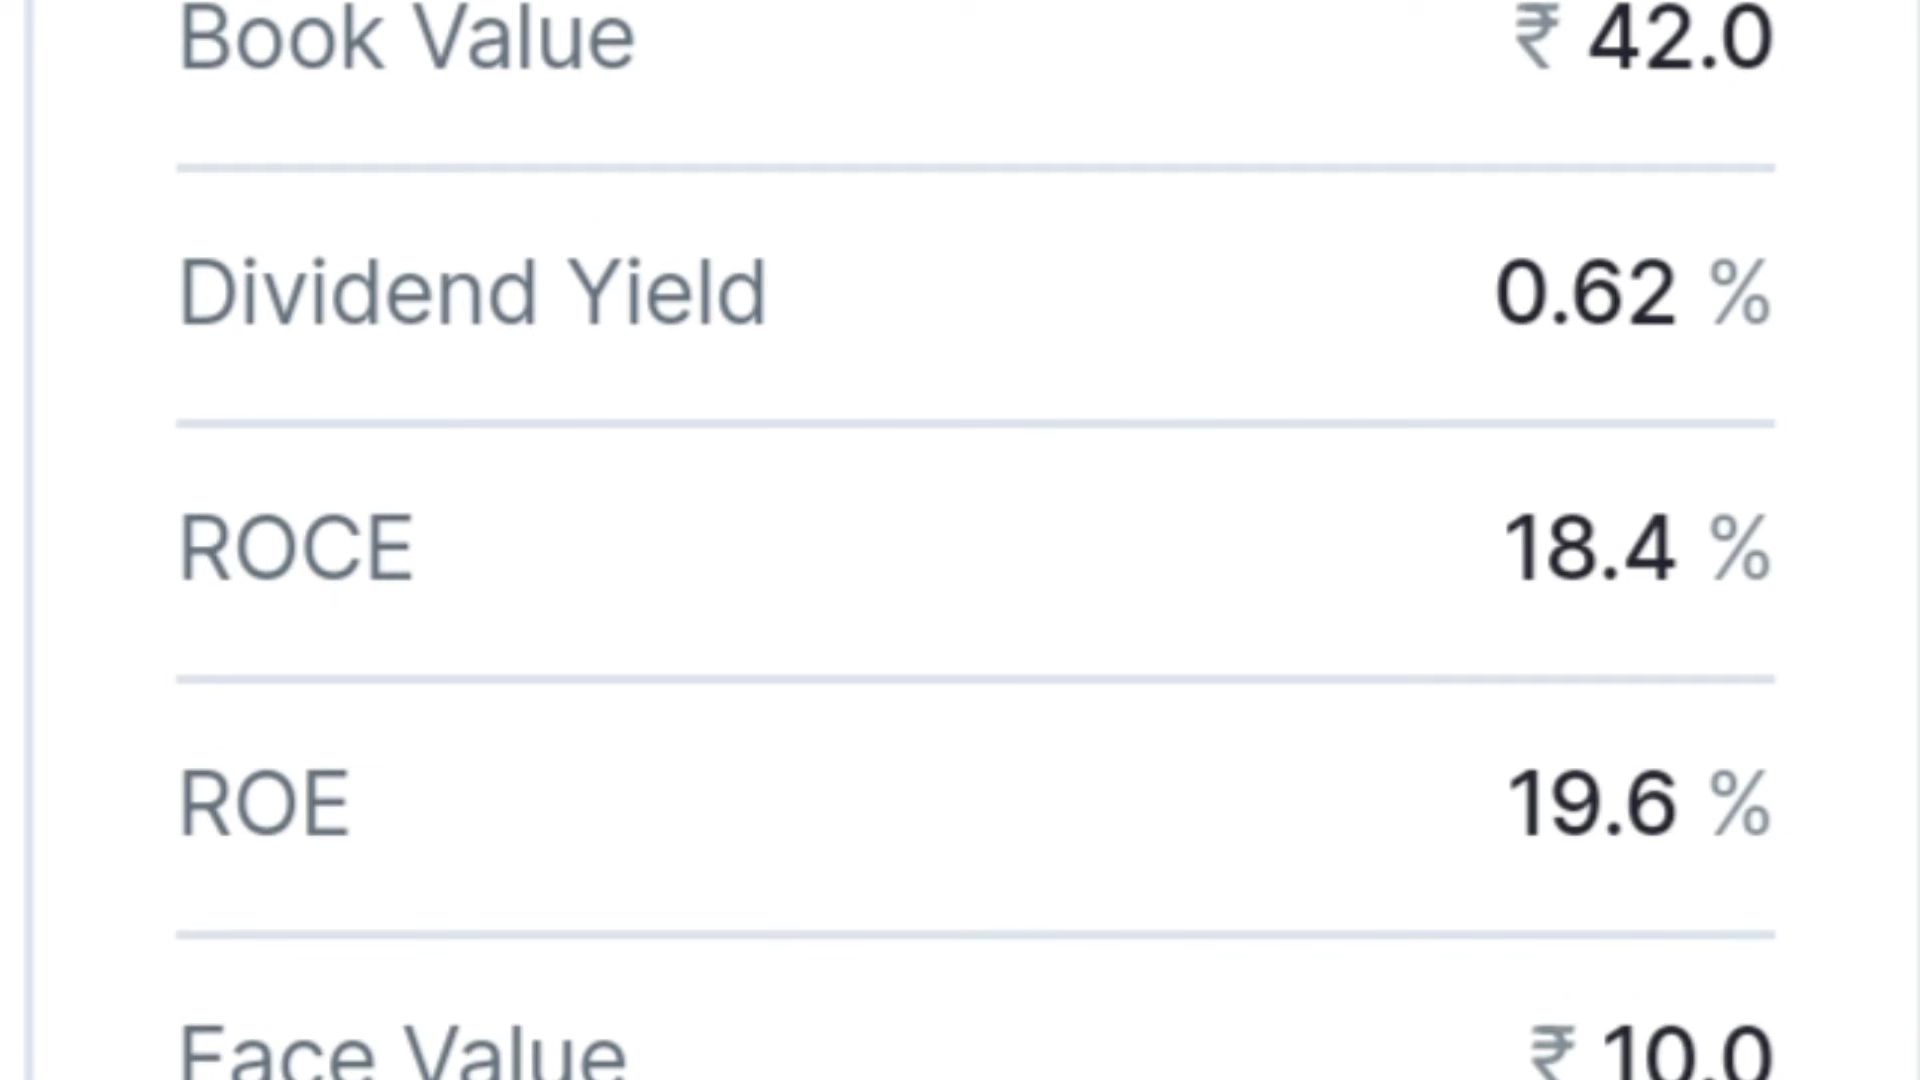 Book Value ₹ 42.0
Dividend Yield 0.62 %
ROCE 18.4 %
ROE 19.6 %
Face Value ₹ 10.0